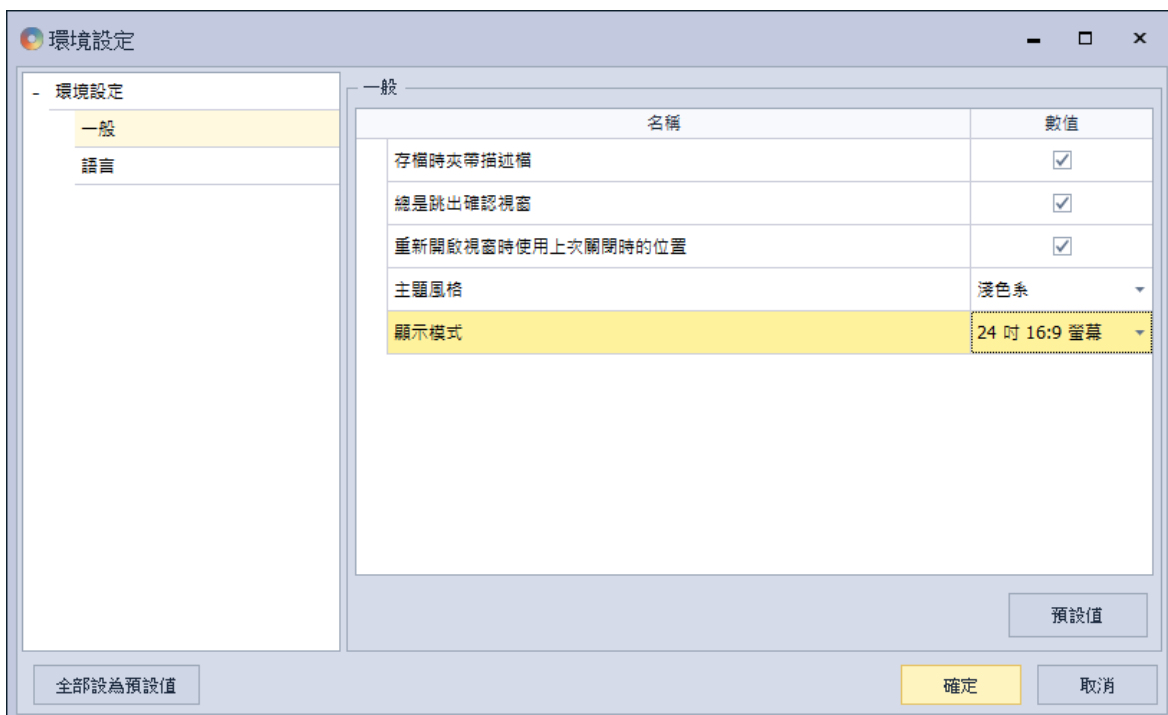 環境設定
- 環境設定
一般
語言
一般
名稱 數值
存檔時夾帶描述檔
總是跳出確認視窗
重新開啟視窗時使用上次關閉時的位置
主題風格 淺色系
顯示模式 24 吋 16:9 螢幕
預設值
全部設為預設值 確定 取消